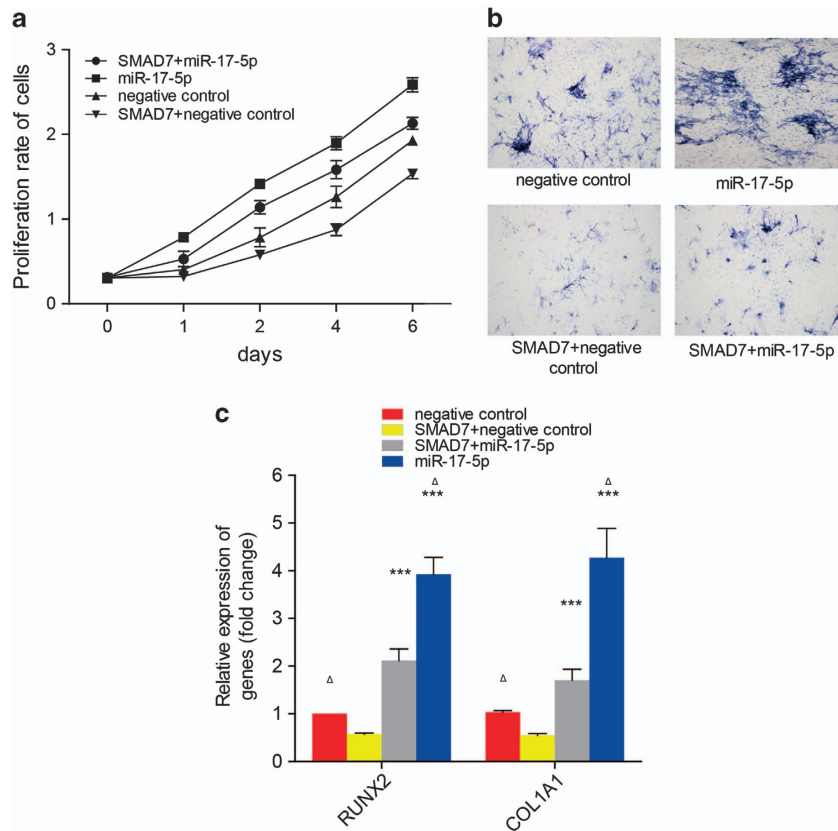 a
Proliferation rate of cells
3
2
1
0
SMAD7+miR-17-5p
miR-17-5p
negative control
SMAD7+negative control
0 1 2 4 6
days
b
negative control
miR-17-5p
SMAD7+negative
control
SMAD7+miR-17-5p
c
negative control
SMAD7+negative control
SMAD7+miR-17-5p
miR-17-5p
Relative expression of
genes (fold change)
6
5
4
3
2
1
0
Δ
***
Δ
***
Δ
***
Δ
***
RUNX2
COL1A1